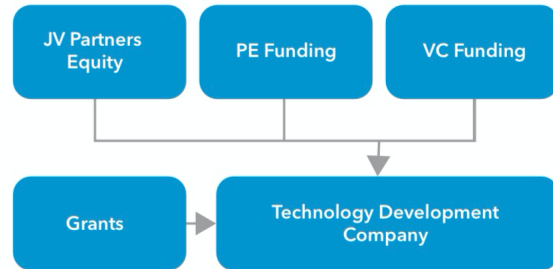 JV Partners
Equity
PE Funding
VC Funding
Grants
Technology Development
Company